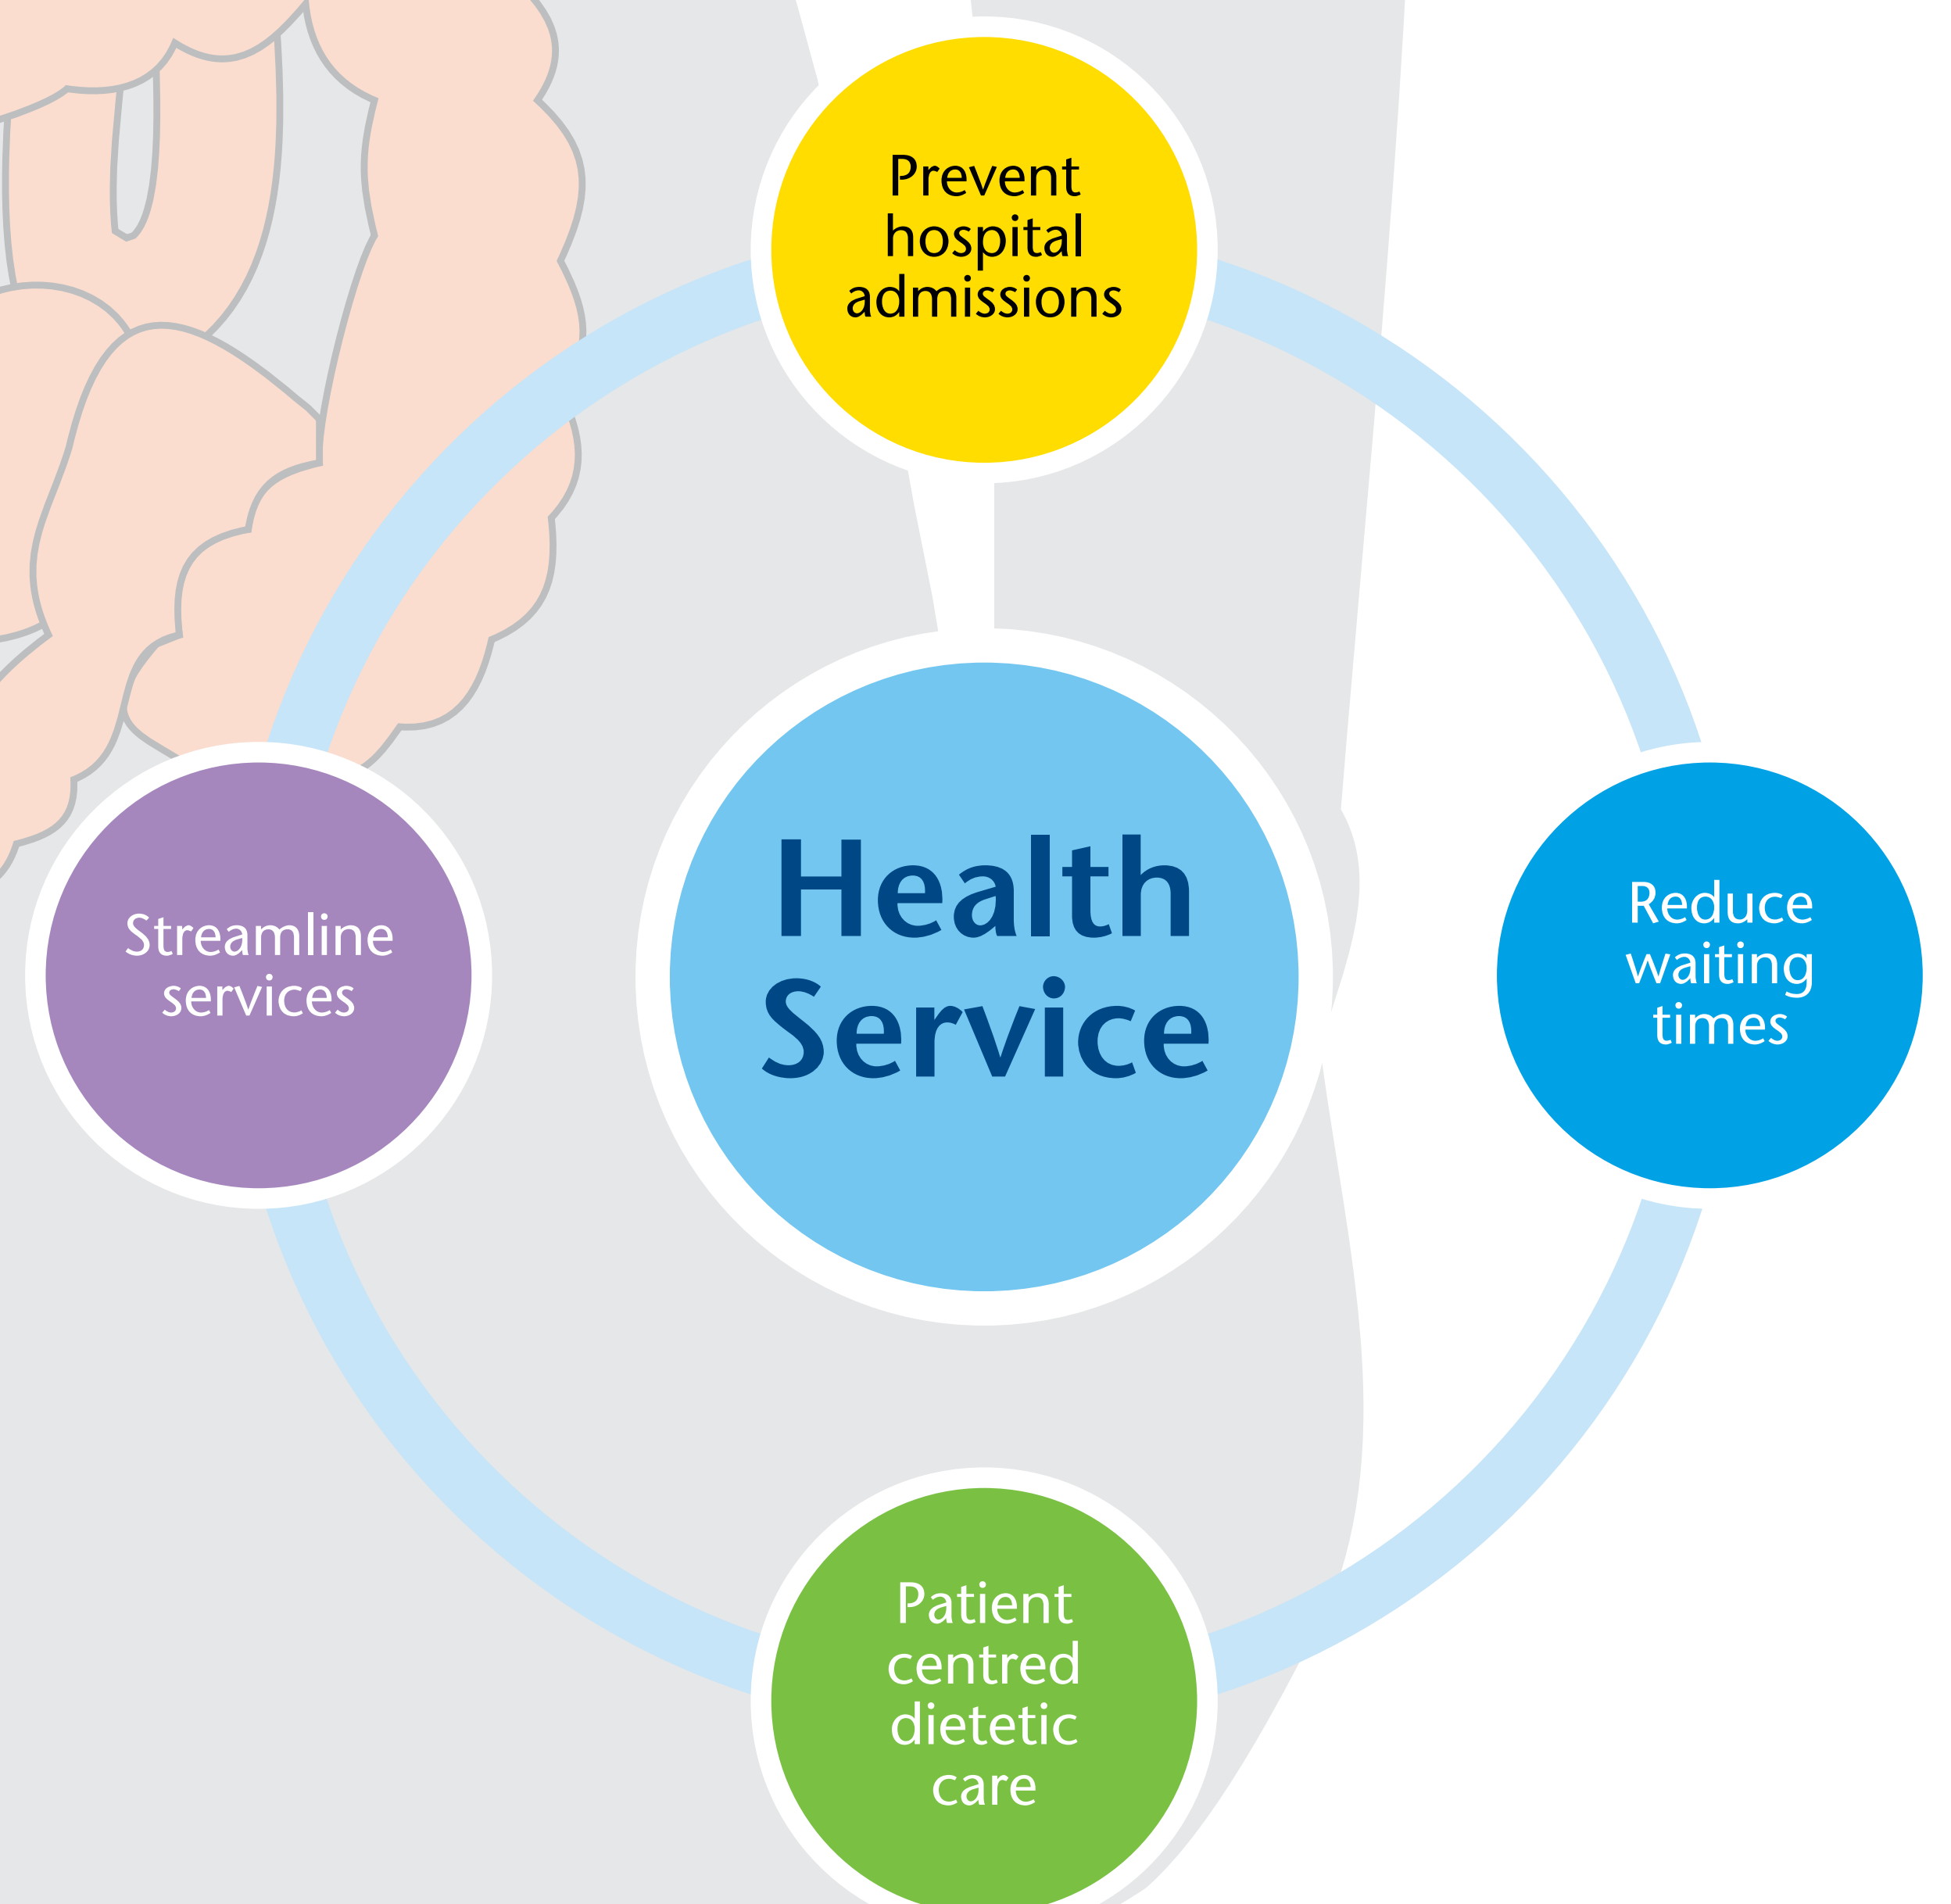 Prevent
hospital
admissions
Health
Service
Streamline
services
Reduce
waiting
times
Patient
centred
dietetic
care